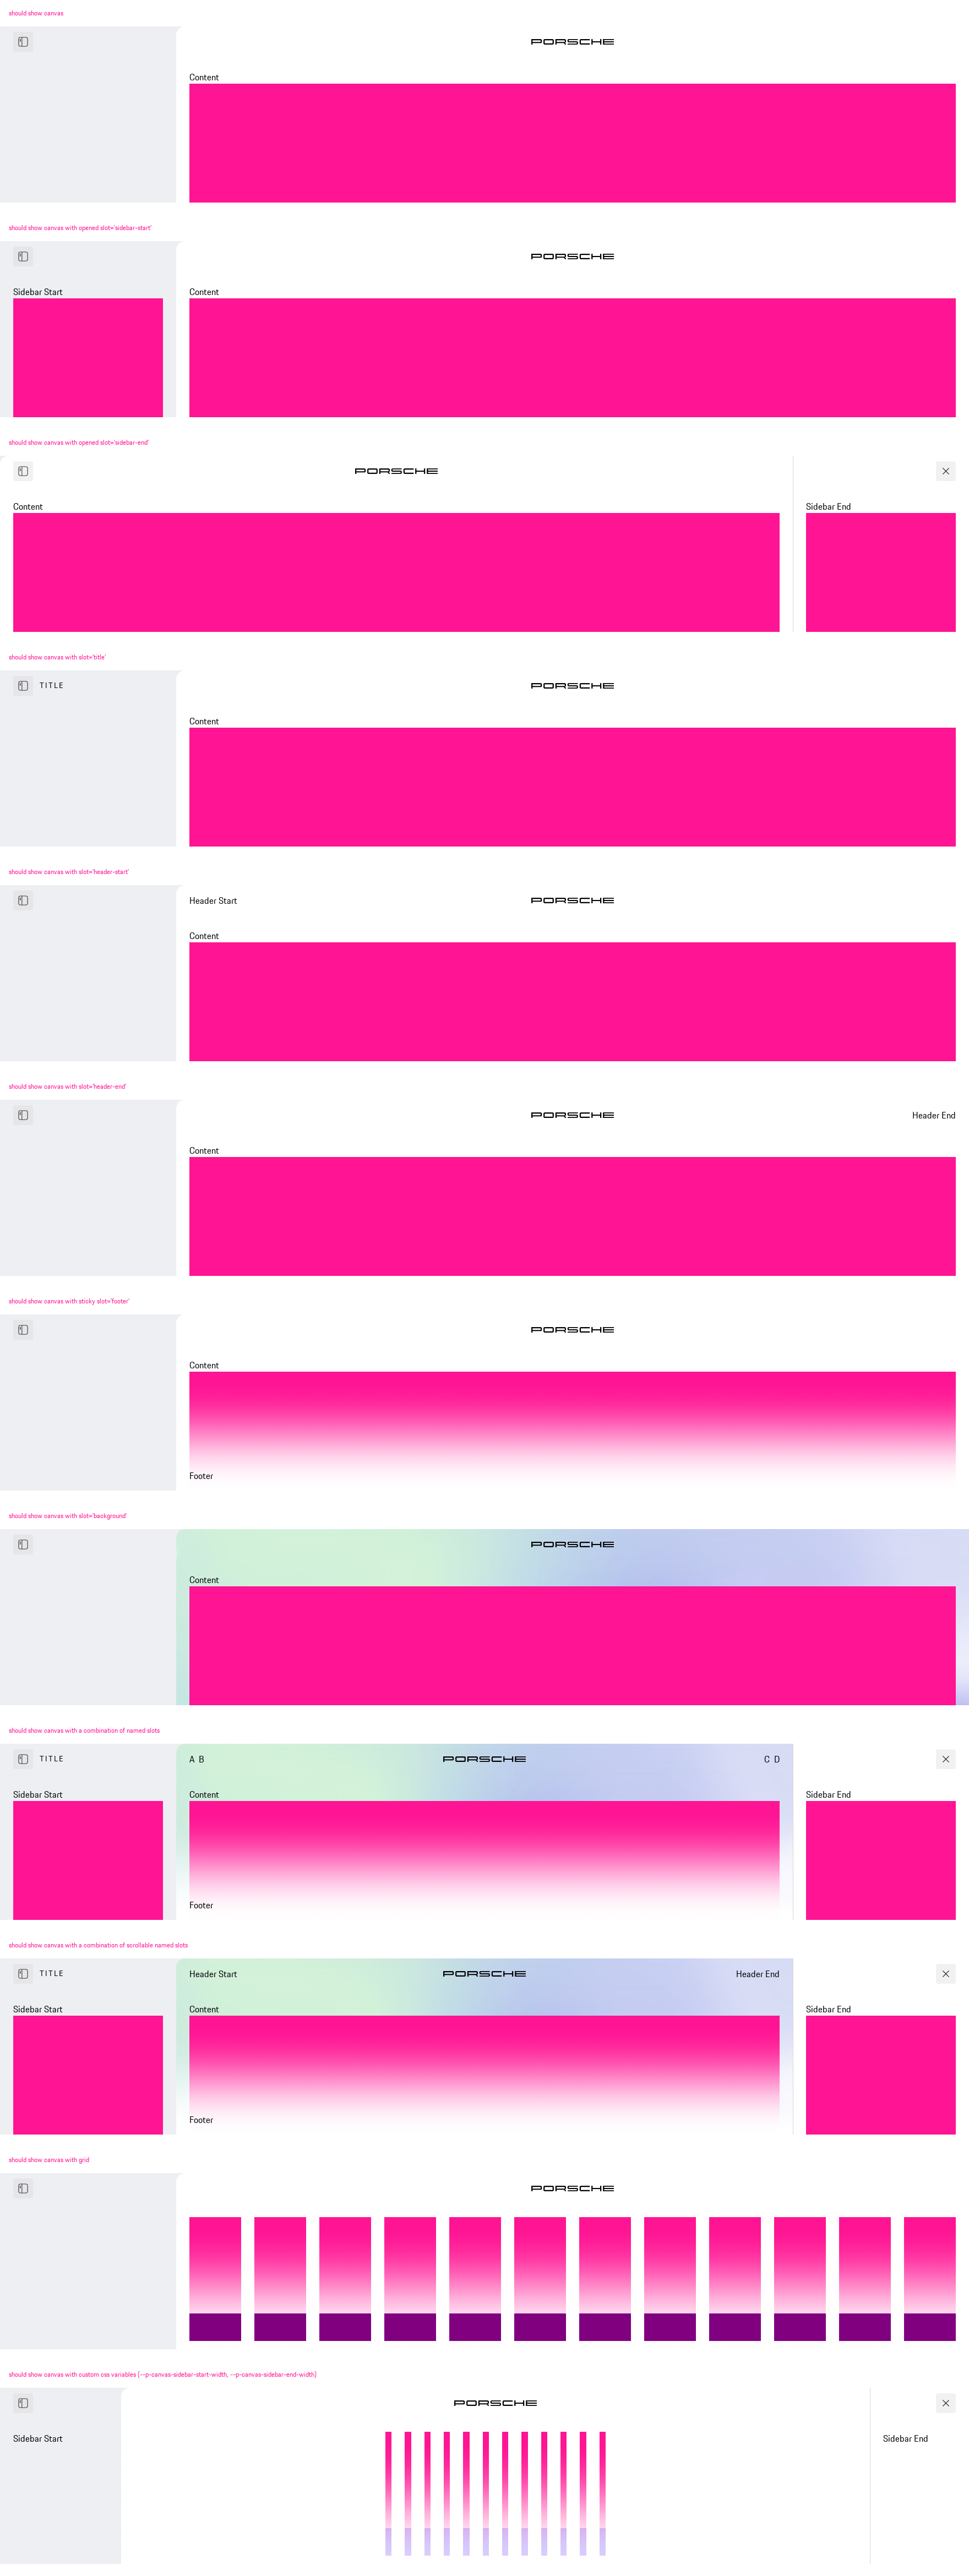 should show canvas
PORSCHE
Content
should show canvas with opened slot='sidebar-start'
PORSCHE
Sidebar Start
Content
should show canvas with opened slot='sidebar-end'
PORSCHE
Content
Sidebar End
should show canvas with slot='title'
TITLE
PORSCHE
Content
should show canvas with slot='header-start'
Header Start
PORSCHE
Content
should show canvas with slot='header-end'
PORSCHE
Header End
Content
should show canvas with sticky slot='footer'
PORSCHE
Content
Footer
should show canvas with slot='background'
PORSCHE
Content
should show canvas with a combination of named slots
TITLE
A B
PORSCHE
C D
Sidebar Start
Content
Sidebar End
Footer
should show canvas with a combination of scrollable named slots
TITLE
Header Start
PORSCHE
Header End
Sidebar Start
Content
Sidebar End
Footer
should show canvas with grid
PORSCHE
should show canvas with custom css variables (--p-canvas-sidebar-start-width, --p-canvas-sidebar-end-width)
PORSCHE
Sidebar Start
Sidebar End